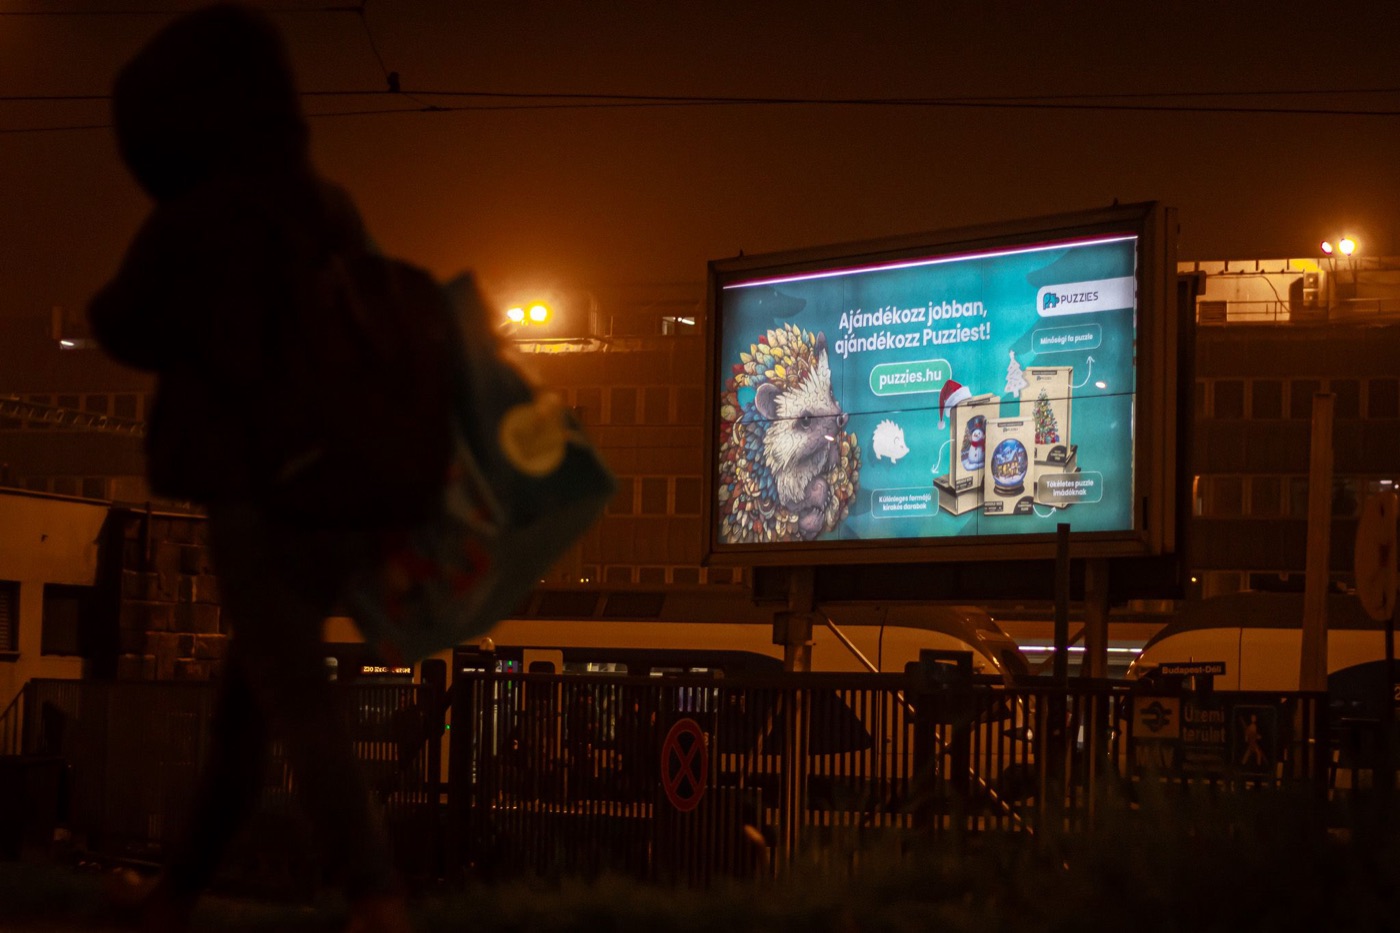 Ajándékozz jobban,
ajándékozz Puzziest!
puzzies.hu
PUZZIES
Minőségi fa puzzle
Különleges formájú
kirakós darabok
Tökéletes puzzle
imádóknak
Budapest-Déli
Üzemi
terület